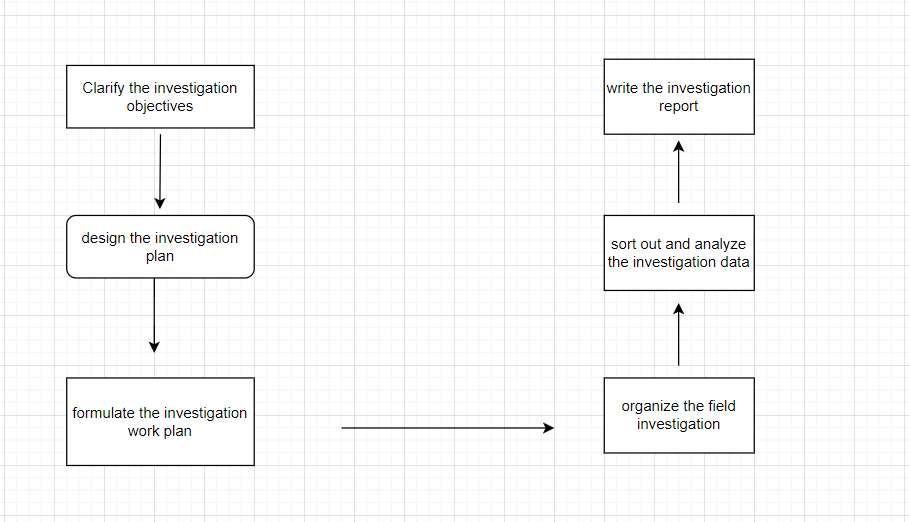 Clarify the investigation
objectives
design the investigation
plan
formulate the investigation
work plan
organize the field
investigation
sort out and analyze
the investigation data
write the investigation
report